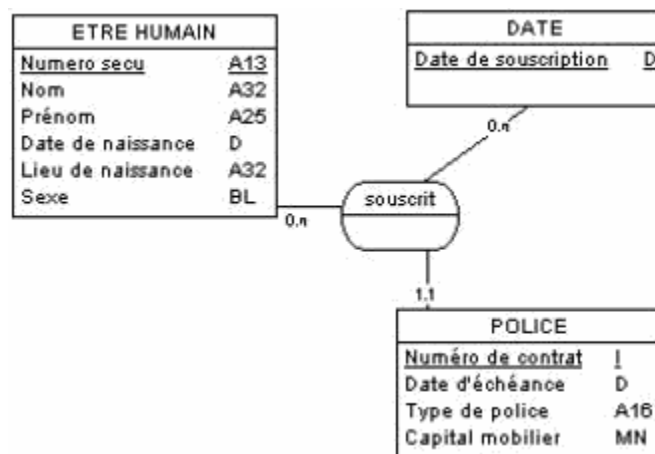 ETRE HUMAIN
Numero secu A13
Nom A32
Prénom A25
Date de naissance D
Lieu de naissance A32
Sexe BL
DATE
Date de souscription D
0,n
souscrit
0,n
1,1
POLICE
Numéro de contrat I
Date d'échéance D
Type de police A16
Capital mobilier MN